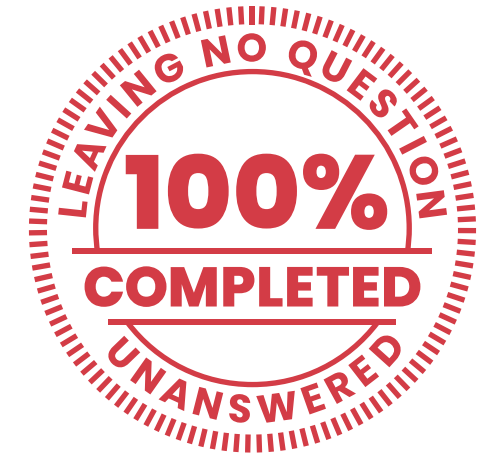 LEAVING NO QUESTION
100%
COMPLETED
UNANSWERED